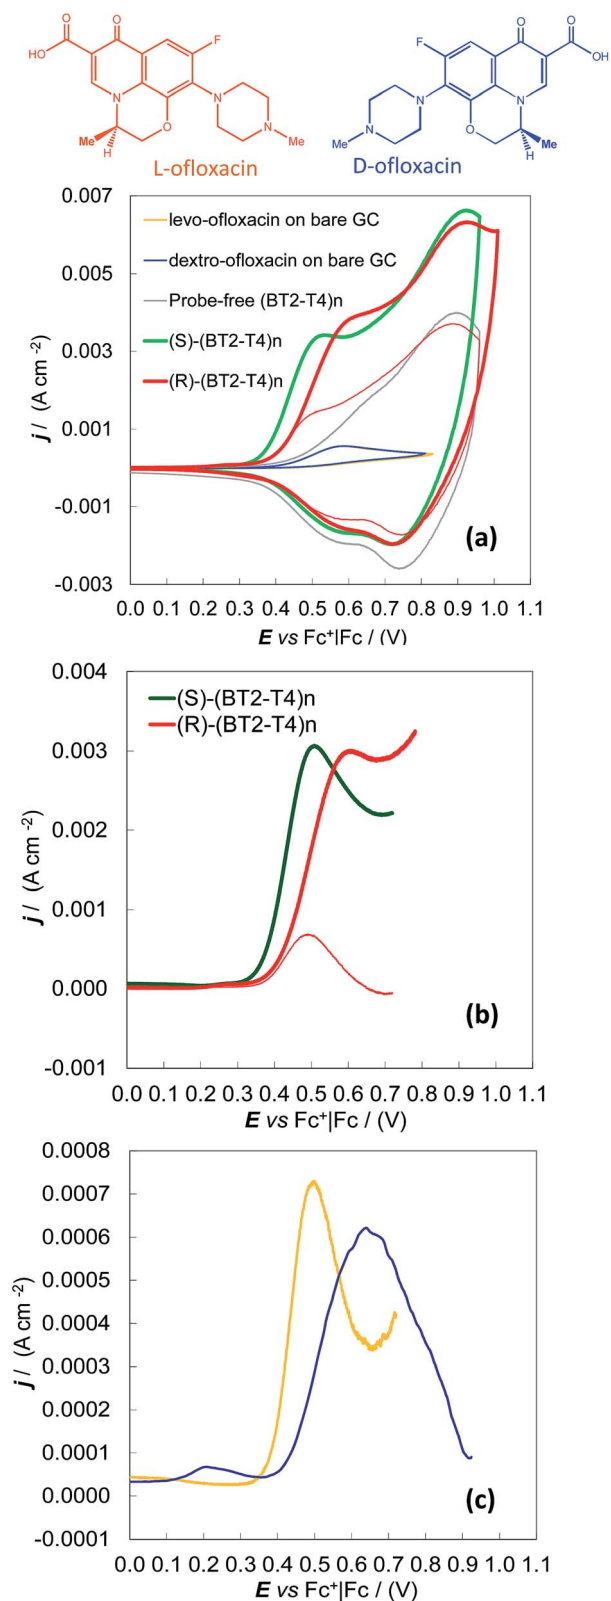 O
O
F
HO
N
N
O
N
Me
H
Me
L-ofloxacin
O
O
F
OH
N
N
Me
N
O
Me
H
D-ofloxacin
0.007
0.005
0.003
0.001
-0.001
-0.003
j / (A cm⁻²)
levo-ofloxacin on bare GC
dextro-ofloxacin on bare GC
Probe-free (BT2-T4)n
(S)-(BT2-T4)n
(R)-(BT2-T4)n
(a)
0.0 0.1 0.2 0.3 0.4 0.5 0.6 0.7 0.8 0.9 1.0 1.1
E vs Fc⁺|Fc / (V)
0.004
0.003
0.002
0.001
0.000
-0.001
j / (A cm⁻²)
(S)-(BT2-T4)n
(R)-(BT2-T4)n
(b)
0.0 0.1 0.2 0.3 0.4 0.5 0.6 0.7 0.8 0.9 1.0 1.1
E vs Fc⁺|Fc / (V)
0.0008
0.0007
0.0006
0.0005
0.0004
0.0003
0.0002
0.0001
0.0000
-0.0001
j / (A cm⁻²)
(c)
0.0 0.1 0.2 0.3 0.4 0.5 0.6 0.7 0.8 0.9 1.0 1.1
E vs Fc⁺|Fc / (V)